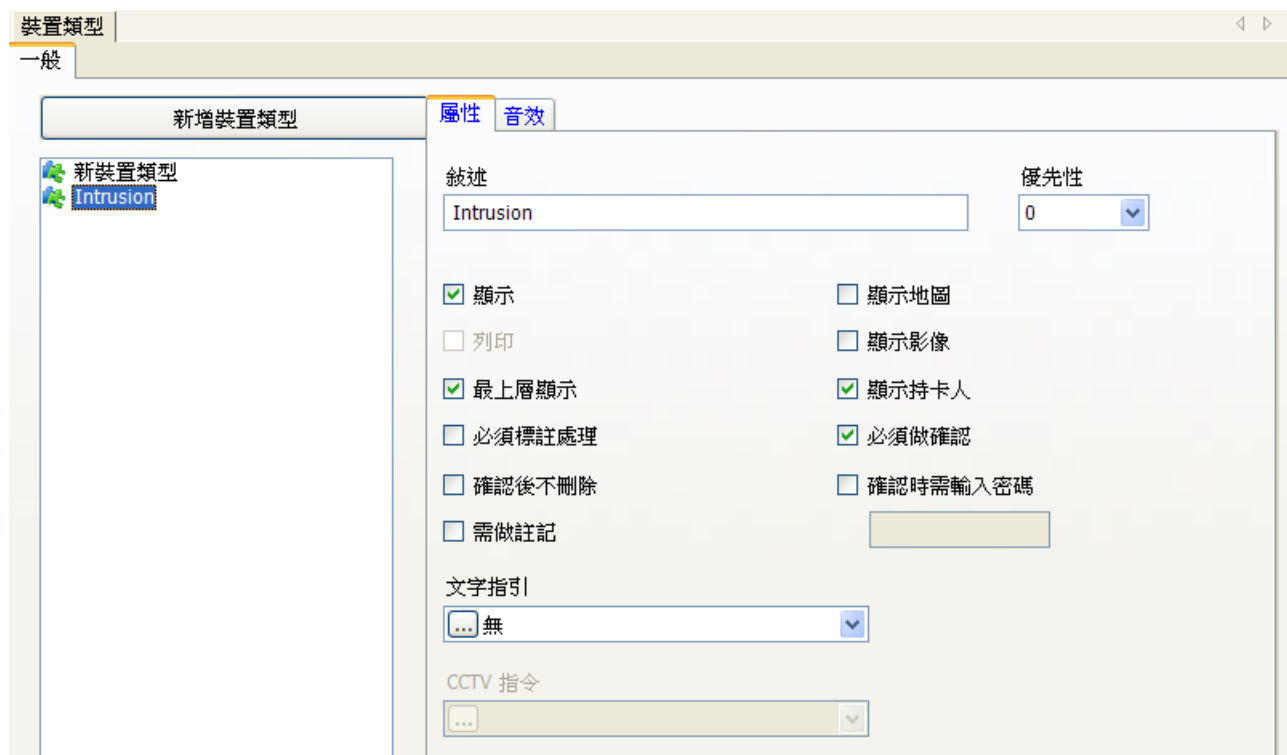 裝置類型
一般
新增裝置類型
新裝置類型
Intrusion
屬性 音效
敍述 優先性
Intrusion 0
顯示 顯示地圖
列印 顯示影像
最上層顯示 顯示持卡人
必須標註處理 必須做確認
確認後不刪除 確認時需輸入密碼
需做註記
文字指引
... 無
CCTV 指令
...